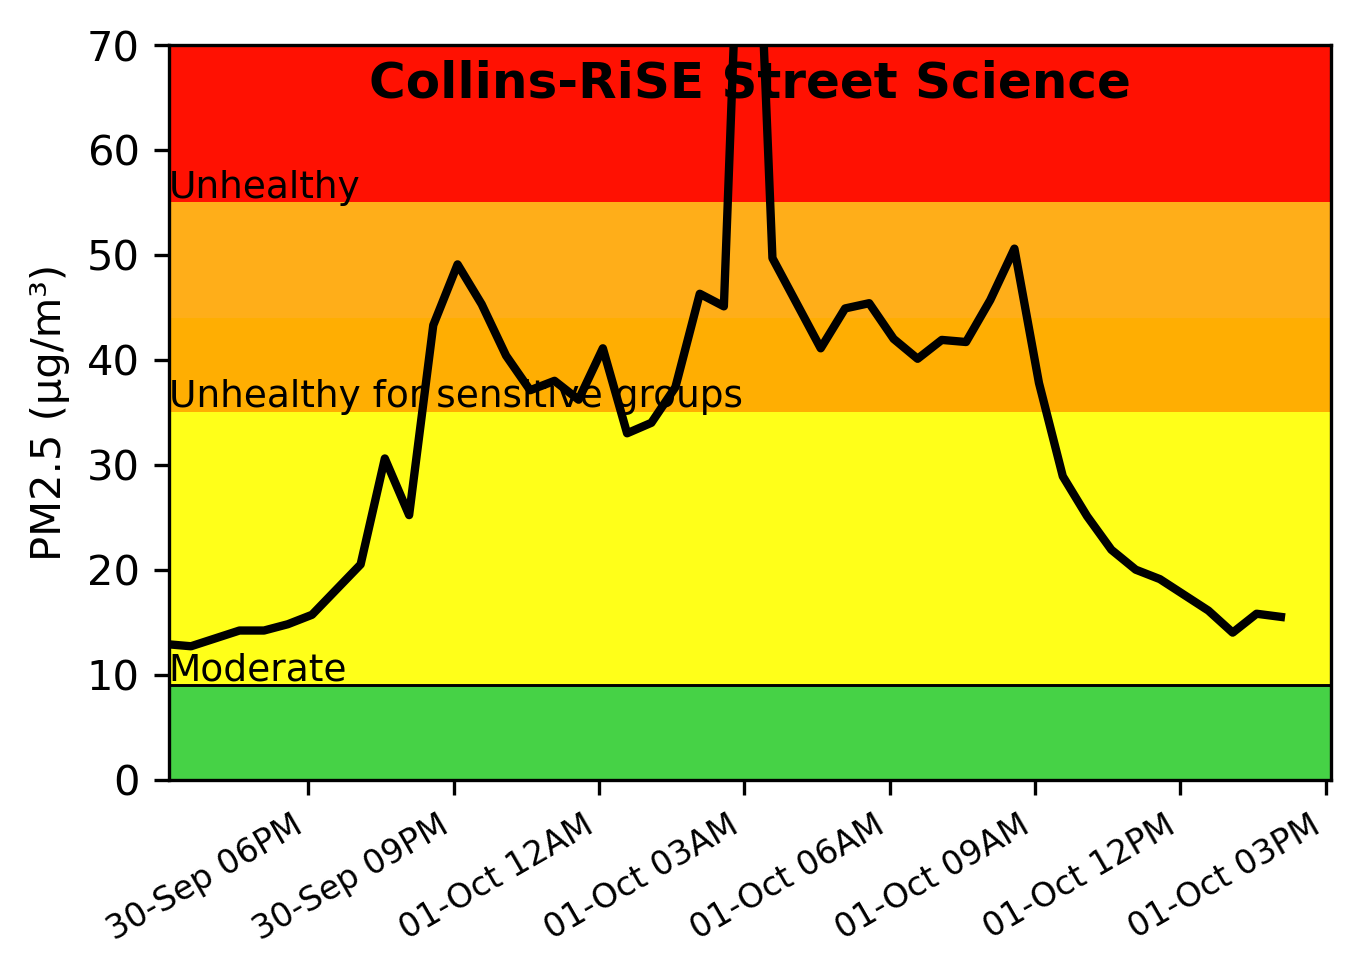 Collins-RiSE Street Science
PM2.5 (µg/m³)
70
60
50
40
30
20
10
0
Unhealthy
Unhealthy for sensitive groups
Moderate
30-Sep 06PM
30-Sep 09PM
01-Oct 12AM
01-Oct 03AM
01-Oct 06AM
01-Oct 09AM
01-Oct 12PM
01-Oct 03PM